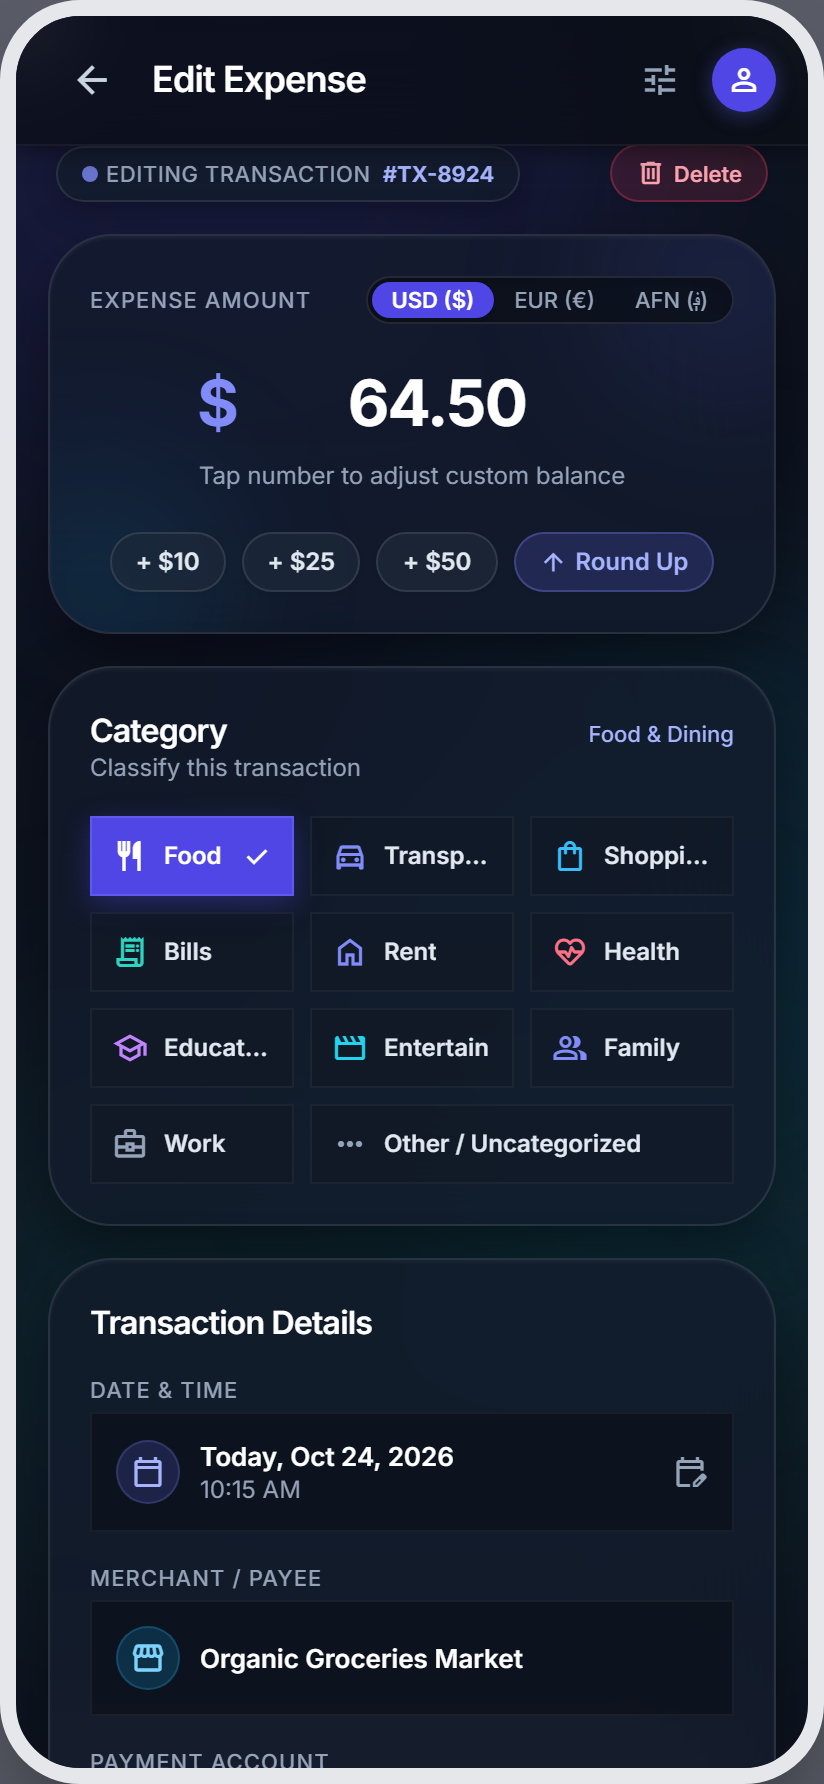 Edit Expense
EDITING TRANSACTION #TX-8924
Delete
EXPENSE AMOUNT
USD ($) EUR (€) AFN (؋)
$ 64.50
Tap number to adjust custom balance
+ $10 + $25 + $50 ↑ Round Up
Category
Food & Dining
Classify this transaction
Food Transp... Shoppi...
Bills Rent Health
Educat... Entertain Family
Work Other / Uncategorized
Transaction Details
DATE & TIME
Today, Oct 24, 2026
10:15 AM
MERCHANT / PAYEE
Organic Groceries Market
PAYMENT ACCOUNT